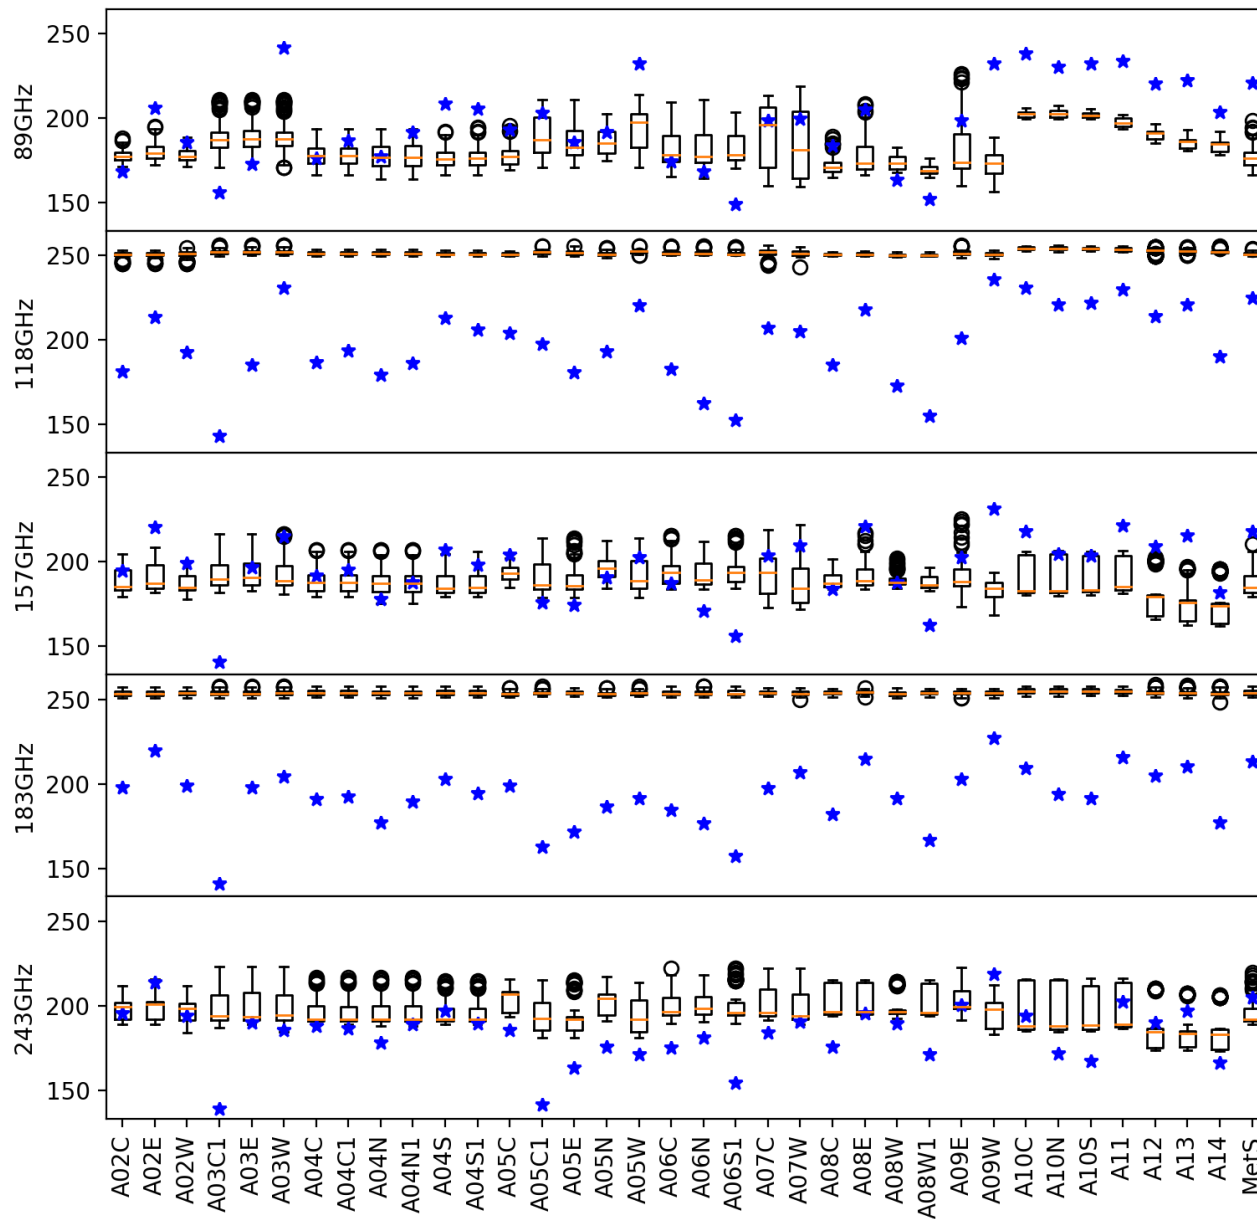 89GHz
250
200
150
118GHz
250
200
150
157GHz
250
200
150
183GHz
250
200
150
243GHz
250
200
150
A02C
A02E
A02W
A03C1
A03E
A03W
A04C
A04C1
A04N
A04N1
A04S
A04S1
A05C
A05C1
A05E
A05N
A05W
A06C
A06N
A06S1
A07C
A07W
A08C
A08E
A08W
A08W1
A09E
A09W
A10C
A10N
A10S
A11
A12
A13
A14
MetS